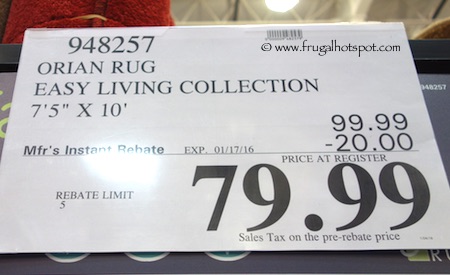 www.frugalhotspot.com
948257
ORIAN RUG
EASY LIVING COLLECTION
7'5" X 10'
948257
99.99
Mfr's Instant Rebate EXP. 01/17/16 -20.00
PRICE AT REGISTER
79.99
REBATE LIMIT
5
Sales Tax on the pre-rebate price